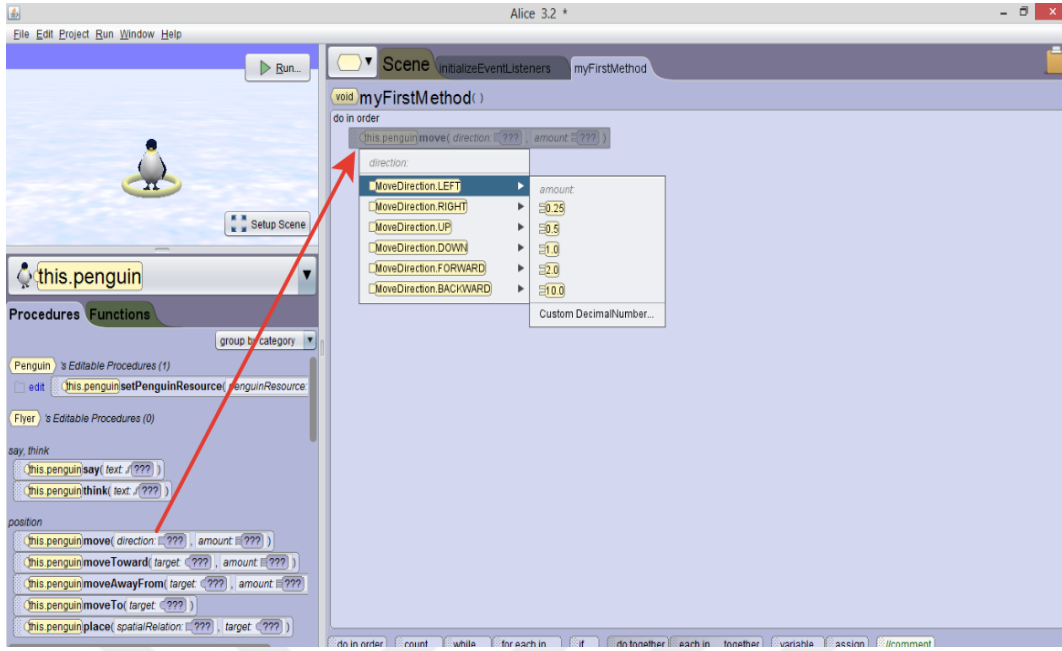 Alice 3.2 *
File Edit Project Run Window Help
Run...
Setup Scene
this.penguin
Procedures Functions
group by category
Penguin 's Editable Procedures (1)
edit this.penguin setPenguinResource( penguinResource:
Flyer 's Editable Procedures (0)
say, think
this.penguin say( text: ??? )
this.penguin think( text: ??? )
position
this.penguin move( direction: ??? , amount: ??? )
this.penguin moveToward( target: ??? , amount: ??? )
this.penguin moveAwayFrom( target: ??? , amount: ???
this.penguin moveTo( target: ??? )
this.penguin place( spatialRelation: ??? , target: ??? )
Scene initializeEventListeners myFirstMethod
void myFirstMethod ( )
do in order
this.penguin move( direction: ??? , amount: ??? )
direction:
MoveDirection.LEFT
MoveDirection.RIGHT
MoveDirection.UP
MoveDirection.DOWN
MoveDirection.FORWARD
MoveDirection.BACKWARD
amount:
0.25
0.5
1.0
2.0
10.0
Custom DecimalNumber...
do in order count while for each in if do together each in together variable assign //comment